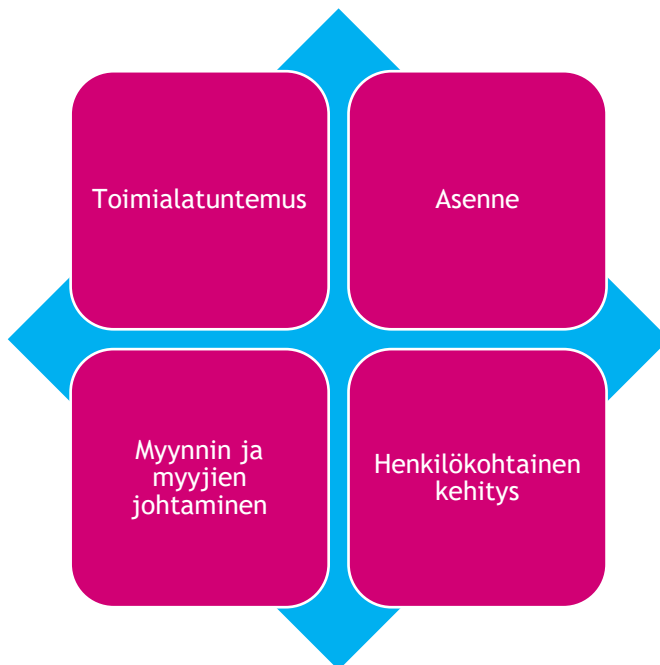 Toimialatuntemus
Asenne
Myynnin ja
myyjien
johtaminen
Henkilökohtainen
kehitys